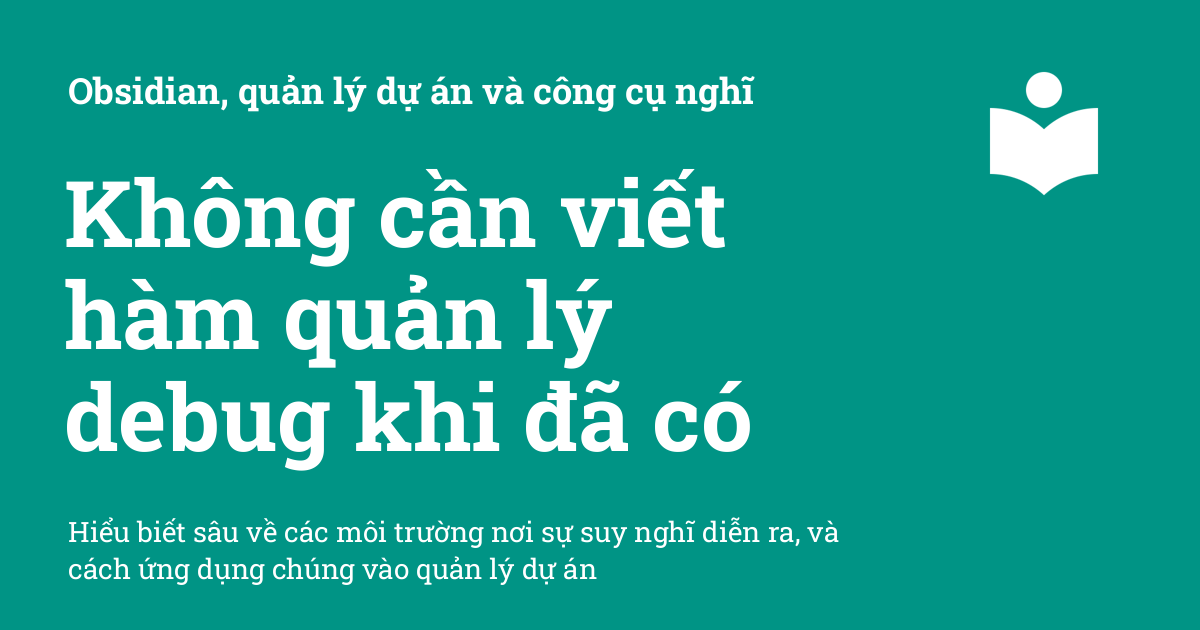 Obsidian, quản lý dự án và công cụ nghĩ
Không cần viết
hàm quản lý
debug khi đã có
Hiểu biết sâu về các môi trường nơi sự suy nghĩ diễn ra, và
cách ứng dụng chúng vào quản lý dự án